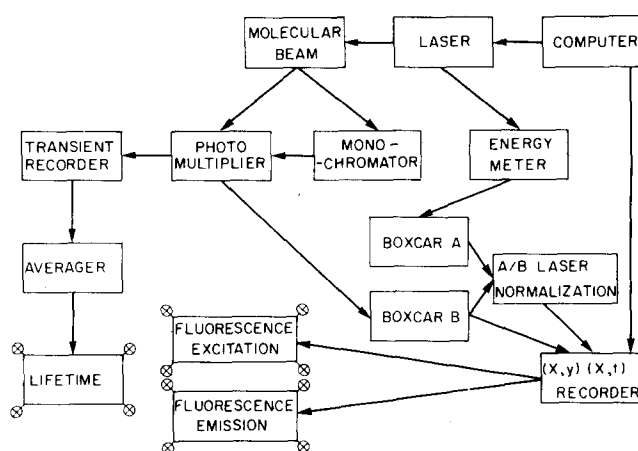 MOLECULAR
BEAM
LASER
COMPUTER
TRANSIENT
RECORDER
PHOTO
MULTIPLIER
MONO-
-CHROMATOR
ENERGY
METER
AVERAGER
BOXCAR A
A/B LASER
NORMALIZATION
BOXCAR B
FLUORESCENCE
EXCITATION
LIFETIME
FLUORESCENCE
EMISSION
(X,y) (X,t)
RECORDER